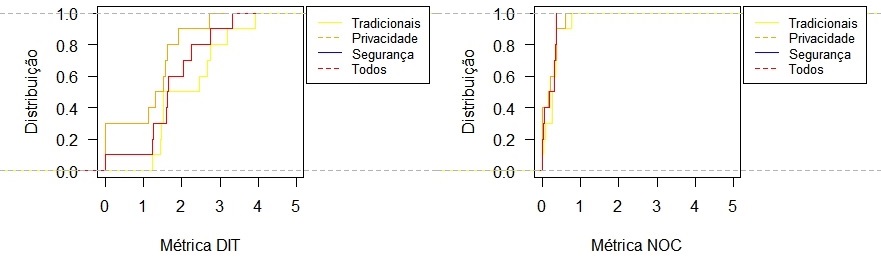 Distribuição
1.0
0.8
0.6
0.4
0.2
0.0
0 1 2 3 4 5
Métrica DIT
Tradicionais
Privacidade
Segurança
Todos
Distribuição
1.0
0.8
0.6
0.4
0.2
0.0
0 1 2 3 4 5
Métrica NOC
Tradicionais
Privacidade
Segurança
Todos